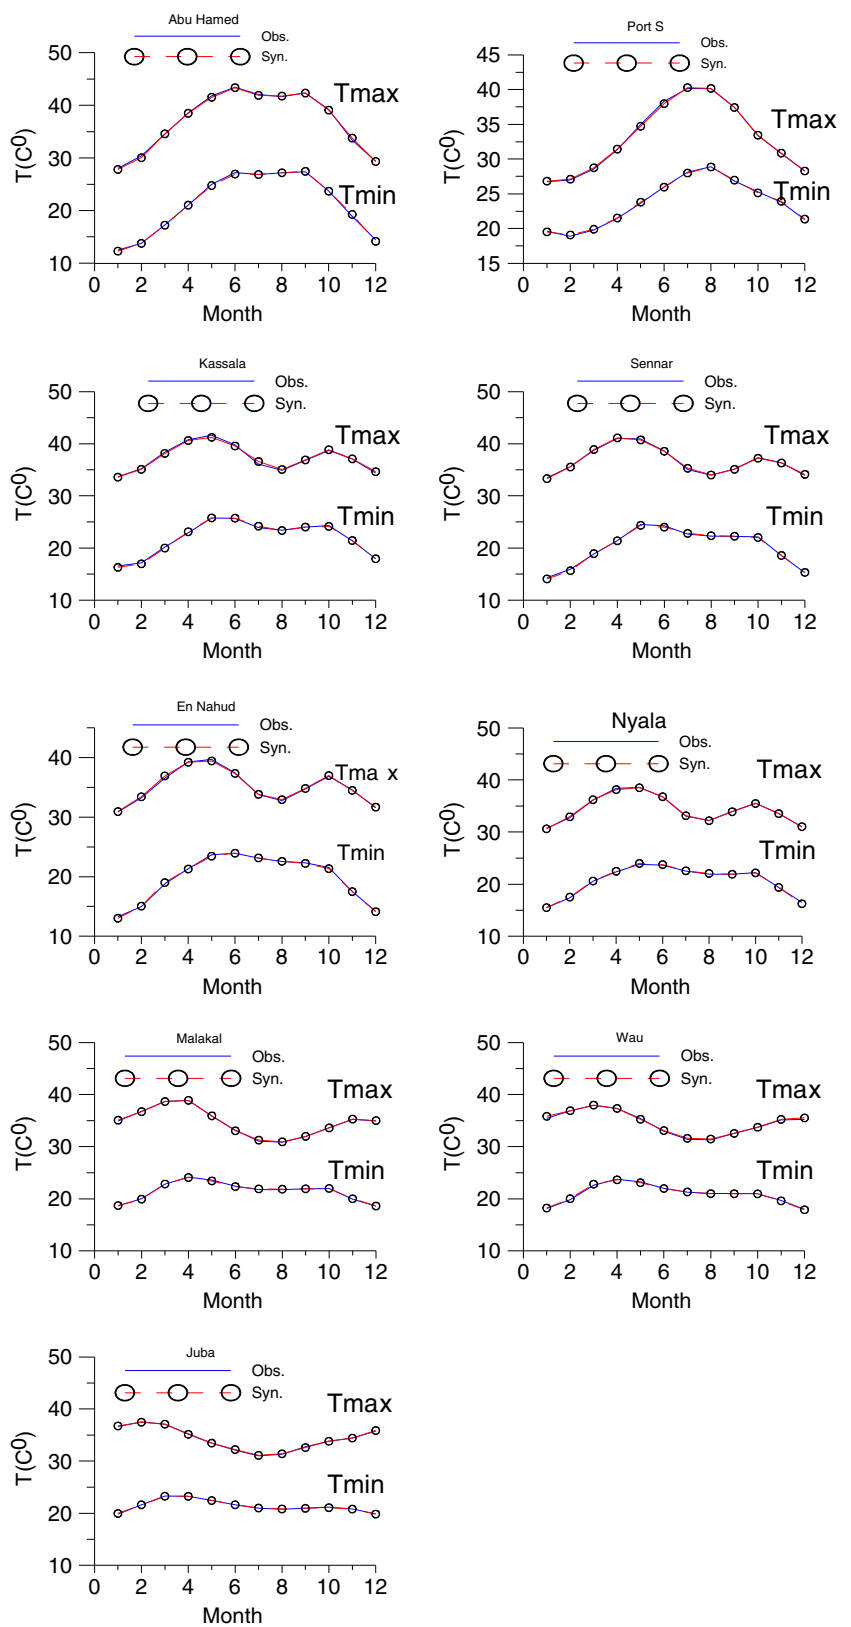 Abu Hamed
Obs.
Syn.
50
40
30
20
10
T(C0)
Tmax
Tmin
0 2 4 6 8 10 12
Month
Port S
Obs.
Syn.
45
40
35
30
25
20
15
T(C0)
Tmax
Tmin
0 2 4 6 8 10 12
Month
Kassala
Obs.
Syn.
50
40
30
20
10
T(C0)
Tmax
Tmin
0 2 4 6 8 10 12
Month
Sennar
Obs.
Syn.
50
40
30
20
10
T(C0)
Tmax
Tmin
0 2 4 6 8 10 12
Month
En Nahud
Obs.
Syn.
40
30
20
10
T(C0)
Tma x
Tmin
0 2 4 6 8 10 12
Month
Nyala
Obs.
Syn.
50
40
30
20
10
T(C0)
Tmax
Tmin
0 2 4 6 8 10 12
Month
Malakal
Obs.
Syn.
50
40
30
20
10
T(C0)
Tmax
Tmin
0 2 4 6 8 10 12
Month
Wau
Obs.
Syn.
50
40
30
20
10
T(C0)
Tmax
Tmin
0 2 4 6 8 10 12
Month
Juba
Obs.
Syn.
50
40
30
20
10
T(C0)
Tmax
Tmin
0 2 4 6 8 10 12
Month